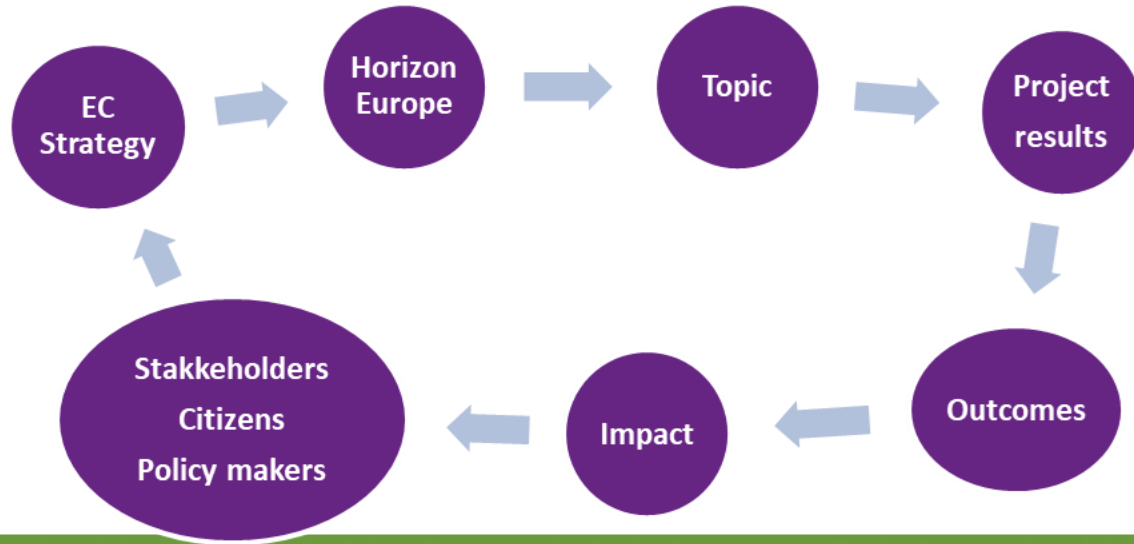 EC
Strategy
Horizon
Europe
Topic
Project
results
Outcomes
Impact
Stakkeholders
Citizens
Policy makers